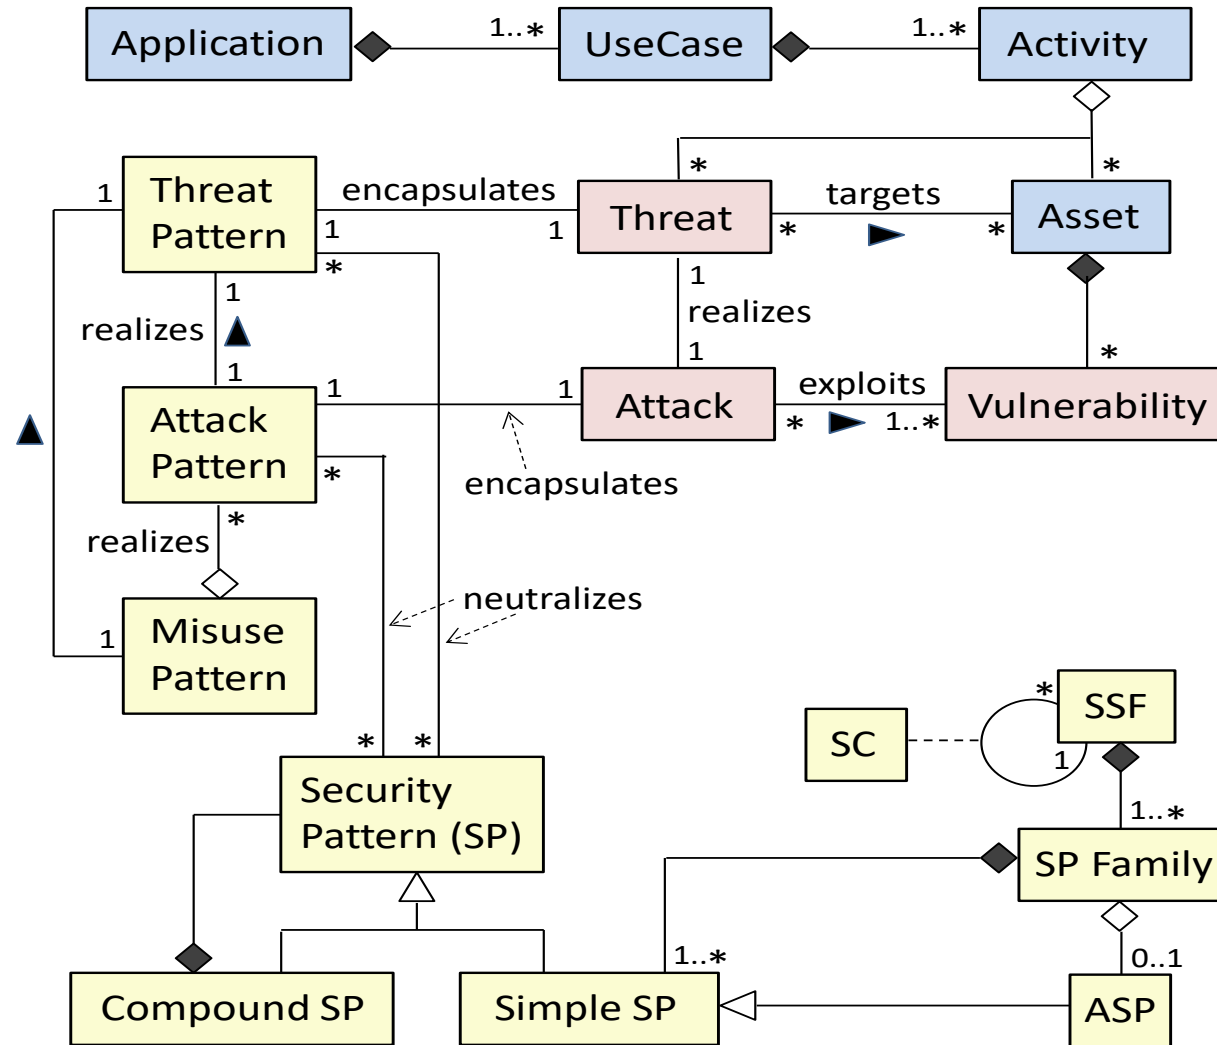 Application
1..*
UseCase
1..*
Activity
*
*
Threat
Pattern
1
encapsulates
1
1
Threat
targets
*
*
Asset
*
1
realizes
1
realizes
1
1
*
Attack
Pattern
1
1
Attack
exploits
*
1..*
Vulnerability
*
encapsulates
*
realizes
neutralizes
Misuse
Pattern
1
*
SSF
SC
1
*
*
Security
Pattern (SP)
1..*
SP Family
1..*
0..1
Compound SP
Simple SP
ASP